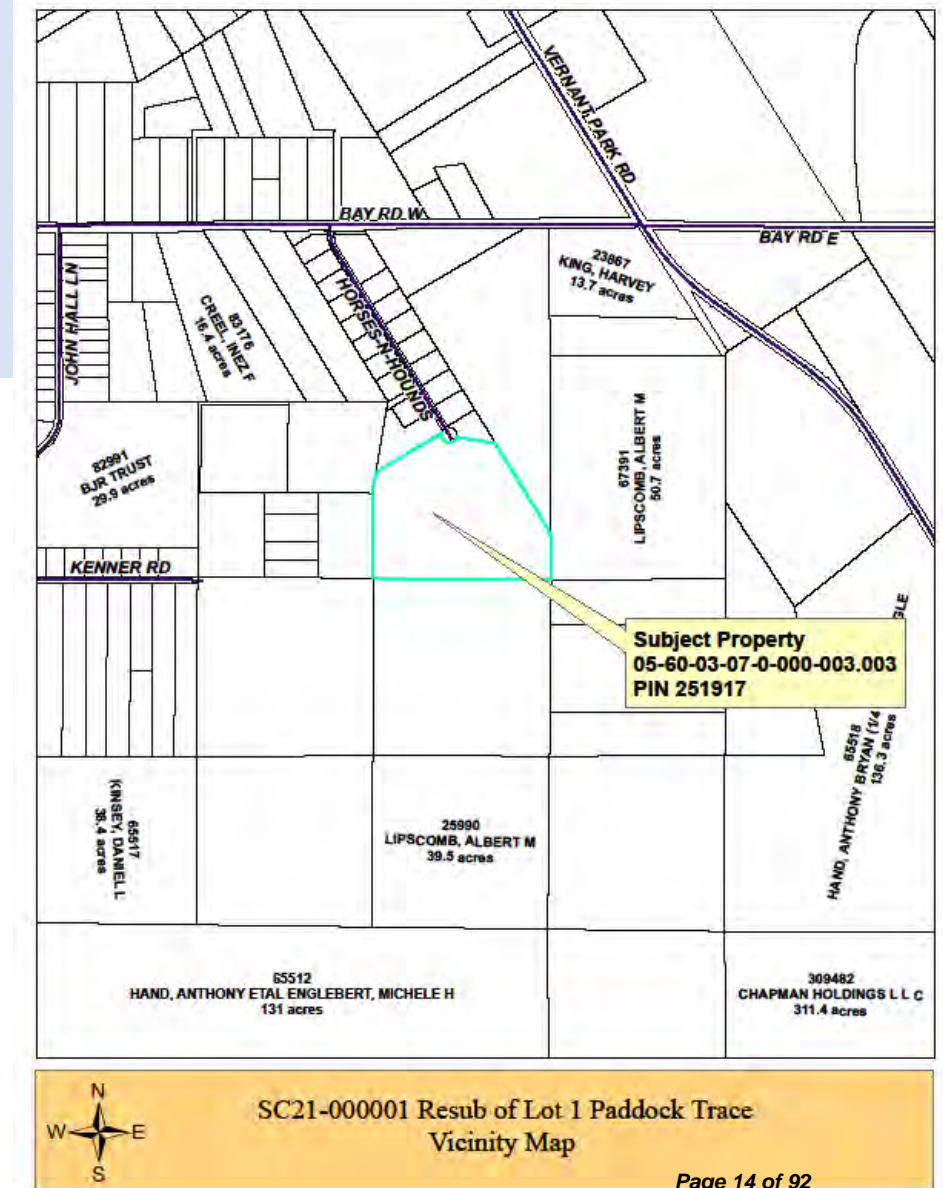 VERNANT PARK RD
BAY RD W
BAY RD E
JOHN HALL LN
HORSES-N-HOUNDS
23867
KING, HARVEY
13.7 acres
83176
CREEL, INEZ F
16.4 acres
67391
LIPSCOMB, ALBERT M
50.7 acres
82991
BJR TRUST
29.9 acres
KENNER RD
Subject Property
05-60-03-07-0-000-003.003
PIN 251917
65518
HAND, ANTHONY BRYAN (1/4
GLE
136.3 acres
65517
KINSEY, DANIEL L
38.4 acres
25990
LIPSCOMB, ALBERT M
39.5 acres
65512
HAND, ANTHONY ETAL ENGLEBERT, MICHELE H
131 acres
309482
CHAPMAN HOLDINGS L L C
311.4 acres
N
W E
S
SC21-000001 Resub of Lot 1 Paddock Trace
Vicinity Map
Page 14 of 92